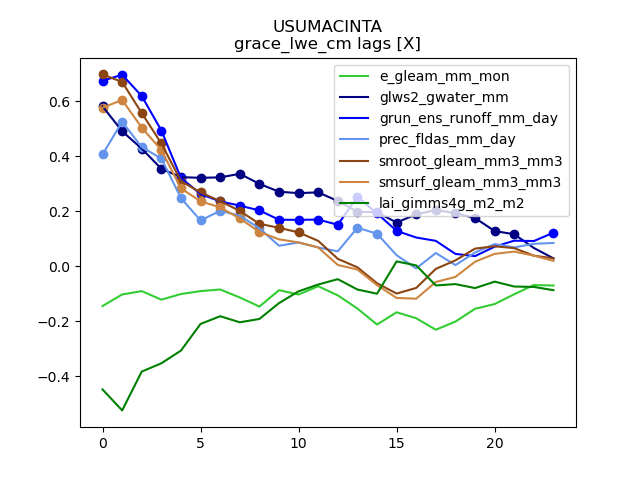 USUMACINTA
grace_lwe_cm lags [X]
e_gleam_mm_mon
glws2_gwater_mm
grun_ens_runoff_mm_day
prec_fldas_mm_day
smroot_gleam_mm3_mm3
smsurf_gleam_mm3_mm3
lai_gimms4g_m2_m2
0.6
0.4
0.2
0.0
−0.2
−0.4
0 5 10 15 20